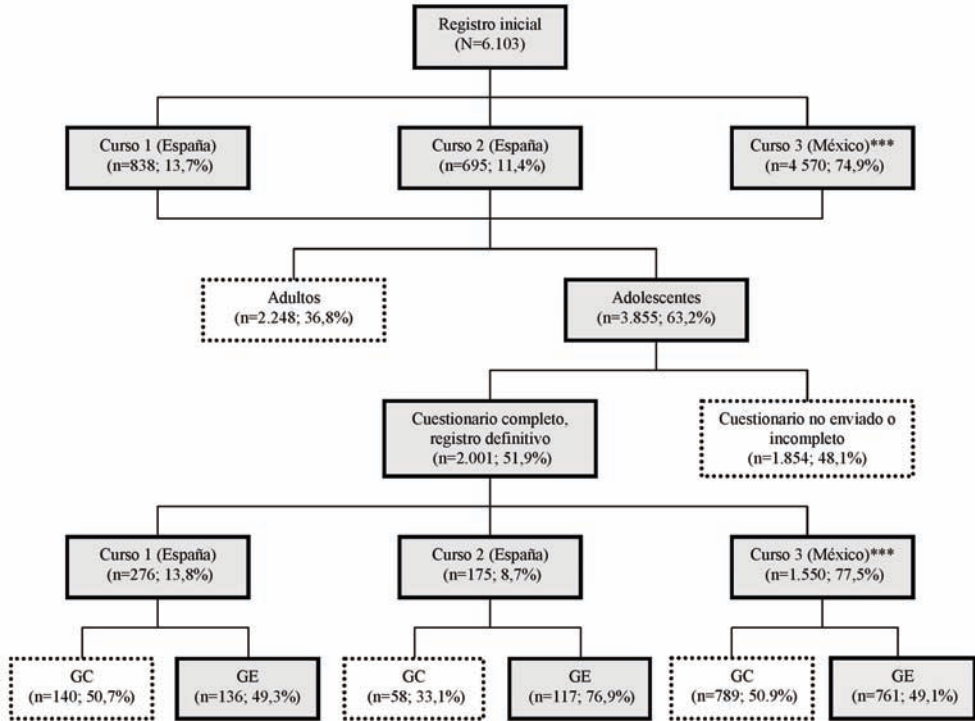 Registro inicial
(N=6.103)
Curso 1 (España)
(n=838; 13,7%)
Curso 2 (España)
(n=695; 11,4%)
Curso 3 (México)***
(n=4 570; 74,9%)
Adultos
(n=2.248; 36,8%)
Adolescentes
(n=3.855; 63,2%)
Cuestionario completo,
registro definitivo
(n=2.001; 51,9%)
Cuestionario no enviado o
incompleto
(n=1.854; 48,1%)
Curso 1 (España)
(n=276; 13,8%)
Curso 2 (España)
(n=175; 8,7%)
Curso 3 (México)***
(n=1.550; 77,5%)
GC
(n=140; 50,7%)
GE
(n=136; 49,3%)
GC
(n=58; 33,1%)
GE
(n=117; 76,9%)
GC
(n=789; 50.9%)
GE
(n=761; 49,1%)